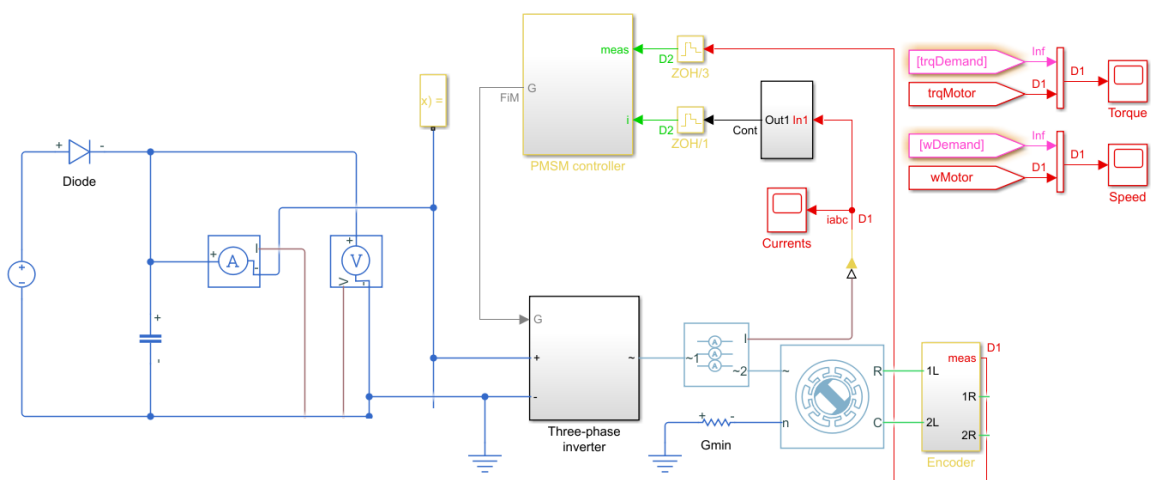 meas
D2
ZOH/3
G
FiM
i
D2
ZOH/1
Cont
Out1 In1
PMSM controller
x) =
[trqDemand]
Inf
trqMotor
D1
D1
Torque
[wDemand]
Inf
wMotor
D1
D1
Speed
+ -
Diode
iabc D1
Currents
+
A
I
-
+
V
V
-
+
-
+
-
G
+
~
-
Three-phase
inverter
A
A
A
I
~1
~2
~
R
n
C
+ -
Gmin
D1
meas
1L
1R
2L
2R
Encoder